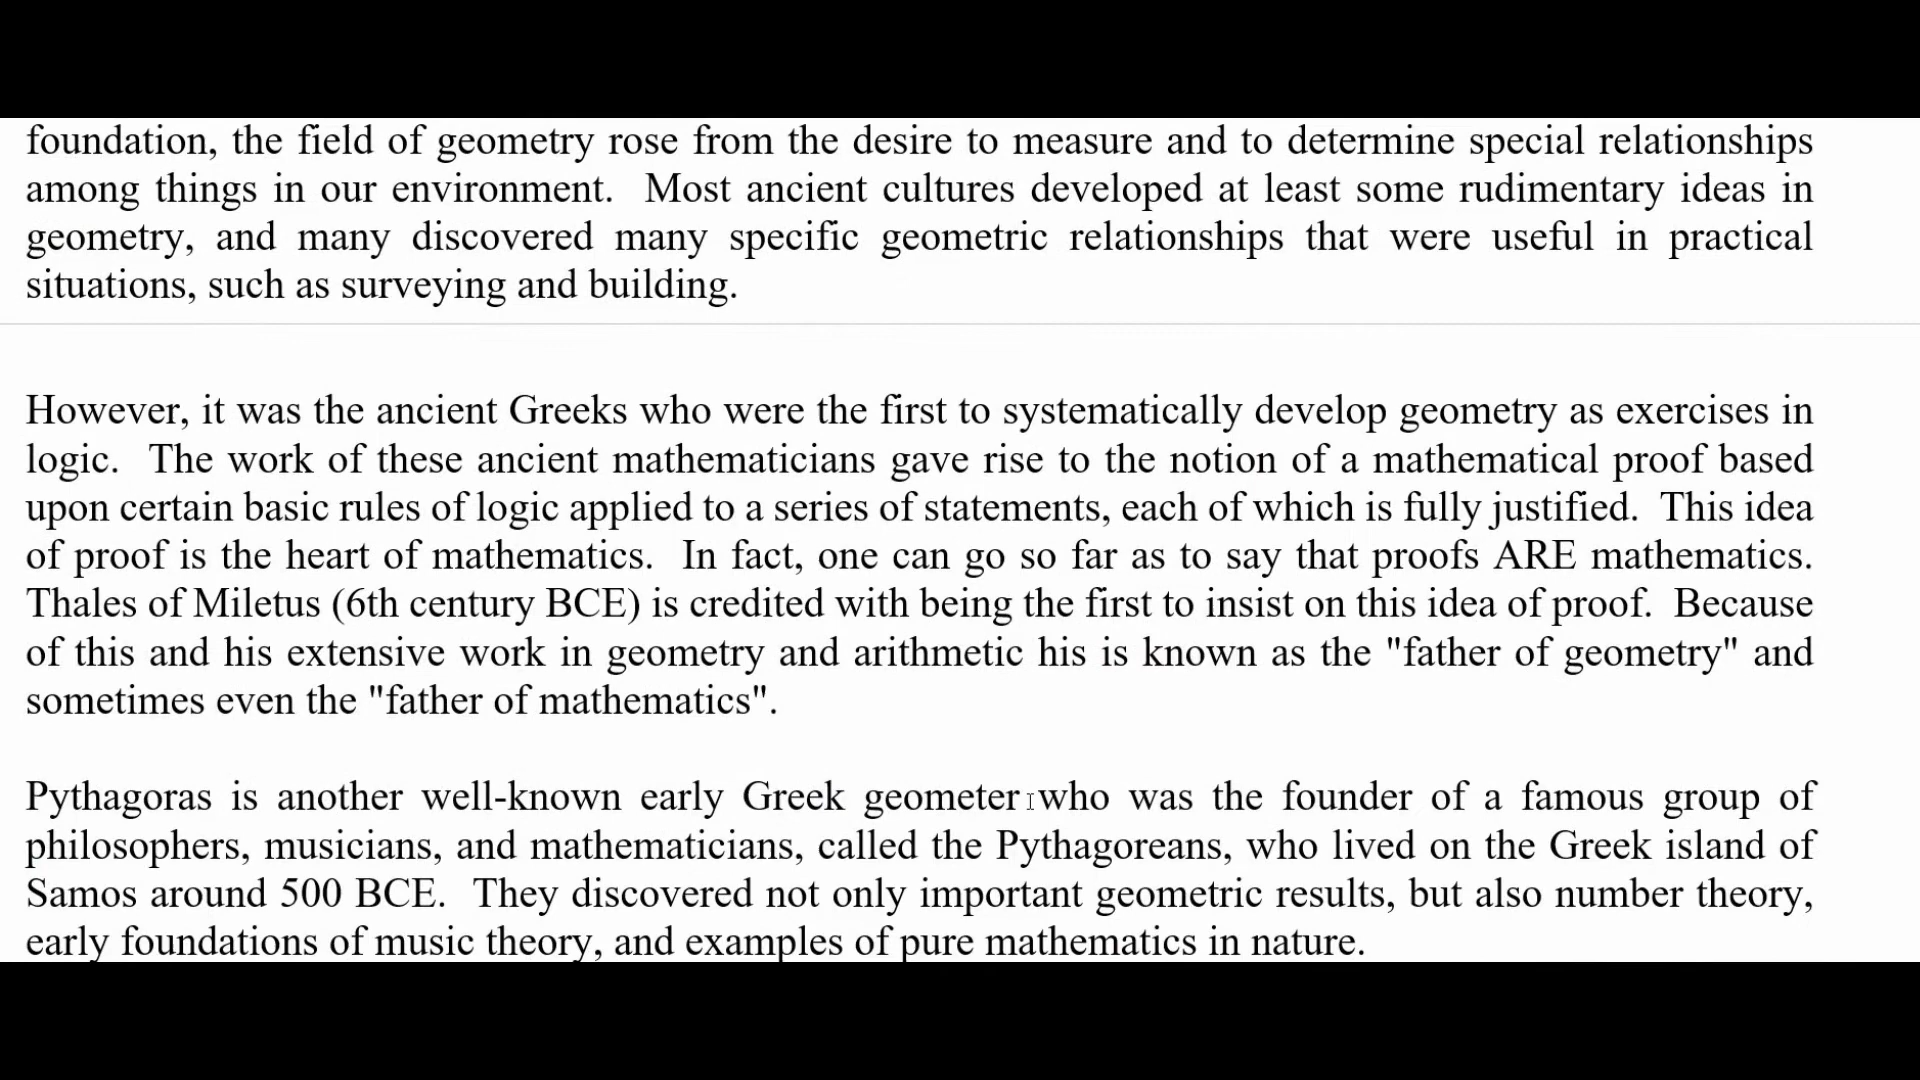 foundation, the field of geometry rose from the desire to measure and to determine special relationships
among things in our environment. Most ancient cultures developed at least some rudimentary ideas in
geometry, and many discovered many specific geometric relationships that were useful in practical
situations, such as surveying and building.
However, it was the ancient Greeks who were the first to systematically develop geometry as exercises in
logic. The work of these ancient mathematicians gave rise to the notion of a mathematical proof based
upon certain basic rules of logic applied to a series of statements, each of which is fully justified. This idea
of proof is the heart of mathematics. In fact, one can go so far as to say that proofs ARE mathematics.
Thales of Miletus (6th century BCE) is credited with being the first to insist on this idea of proof. Because
of this and his extensive work in geometry and arithmetic his is known as the "father of geometry" and
sometimes even the "father of mathematics".
Pythagoras is another well-known early Greek geometer who was the founder of a famous group of
philosophers, musicians, and mathematicians, called the Pythagoreans, who lived on the Greek island of
Samos around 500 BCE. They discovered not only important geometric results, but also number theory,
early foundations of music theory, and examples of pure mathematics in nature.